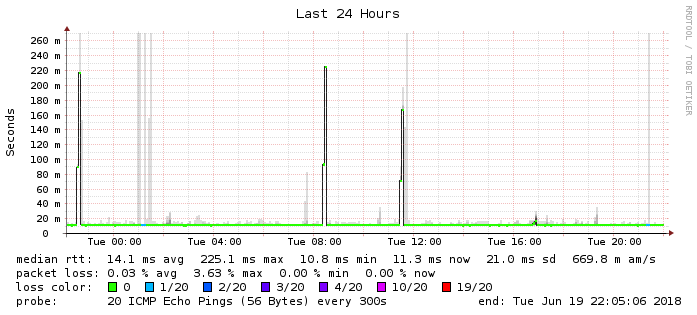 Last 24 Hours
RRDTOOL / TOBI OETIKER
Seconds
260 m
240 m
220 m
200 m
180 m
160 m
140 m
120 m
100 m
80 m
60 m
40 m
20 m
0
Tue 00:00 Tue 04:00 Tue 08:00 Tue 12:00 Tue 16:00 Tue 20:00
median rtt: 14.1 ms avg 225.1 ms max 10.8 ms min 11.3 ms now 21.0 ms sd 669.8 m am/s
packet loss: 0.03 % avg 3.63 % max 0.00 % min 0.00 % now
loss color: 0 1/20 2/20 3/20 4/20 10/20 19/20
probe: 20 ICMP Echo Pings (56 Bytes) every 300s end: Tue Jun 19 22:05:06 2018